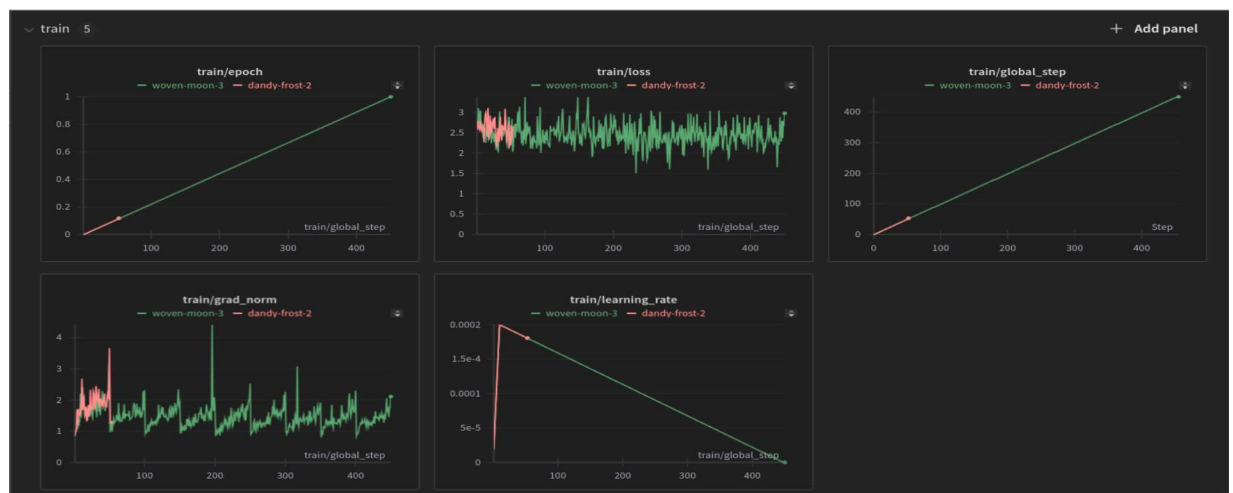 train 5
+ Add panel
train/epoch
woven-moon-3 dandy-frost-2
1
0.8
0.6
0.4
0.2
0
train/global_step
100 200 300 400
train/loss
woven-moon-3 dandy-frost-2
3
2.5
2
1.5
1
0.5
0
train/global_step
100 200 300 400
train/global_step
woven-moon-3 dandy-frost-2
400
300
200
100
0
Step
0 100 200 300 400
train/grad_norm
woven-moon-3 dandy-frost-2
4
3
2
1
0
train/global_step
100 200 300 400
train/learning_rate
woven-moon-3 dandy-frost-2
0.0002
1.5e-4
0.0001
5e-5
0
train/global_step
100 200 300 400